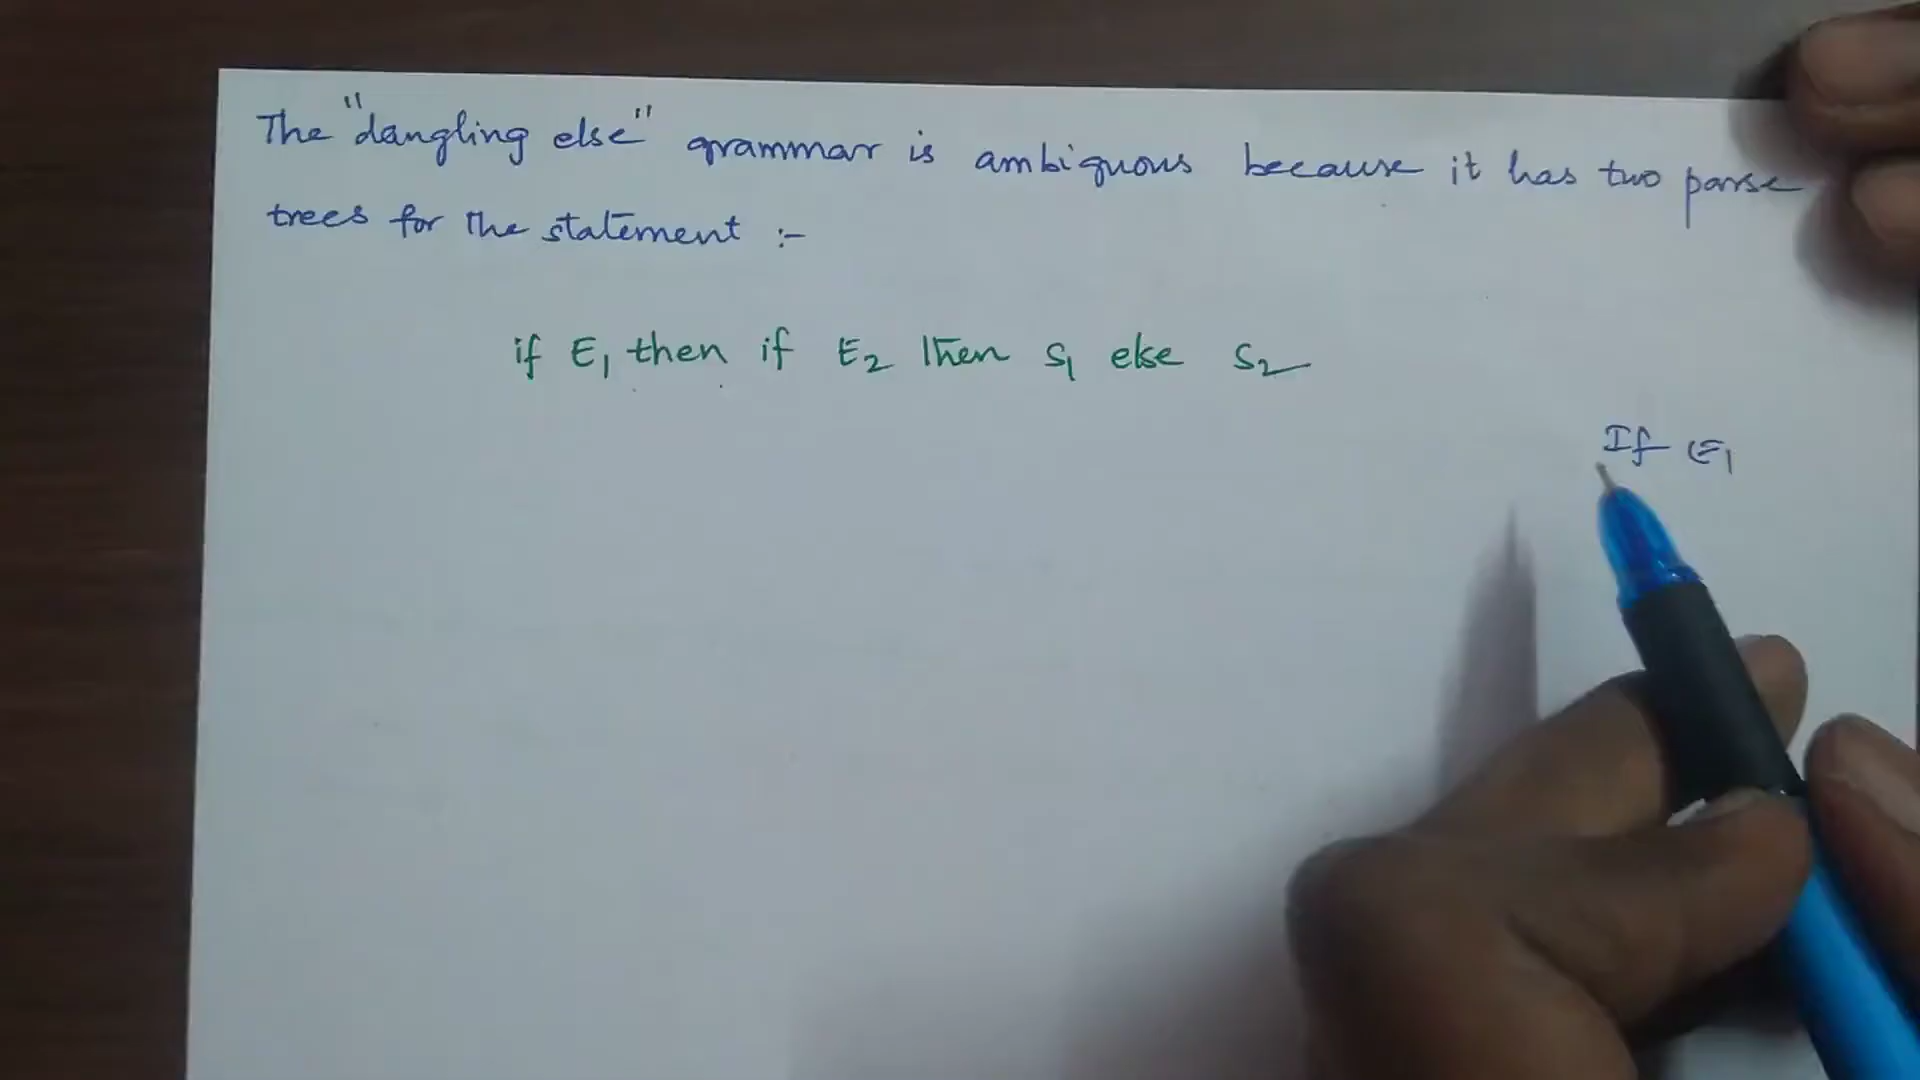 The "dangling else" grammar is ambiguous because it has two parse
trees for the statement :-
if E1 then if E2 then S1 else S2
If E1